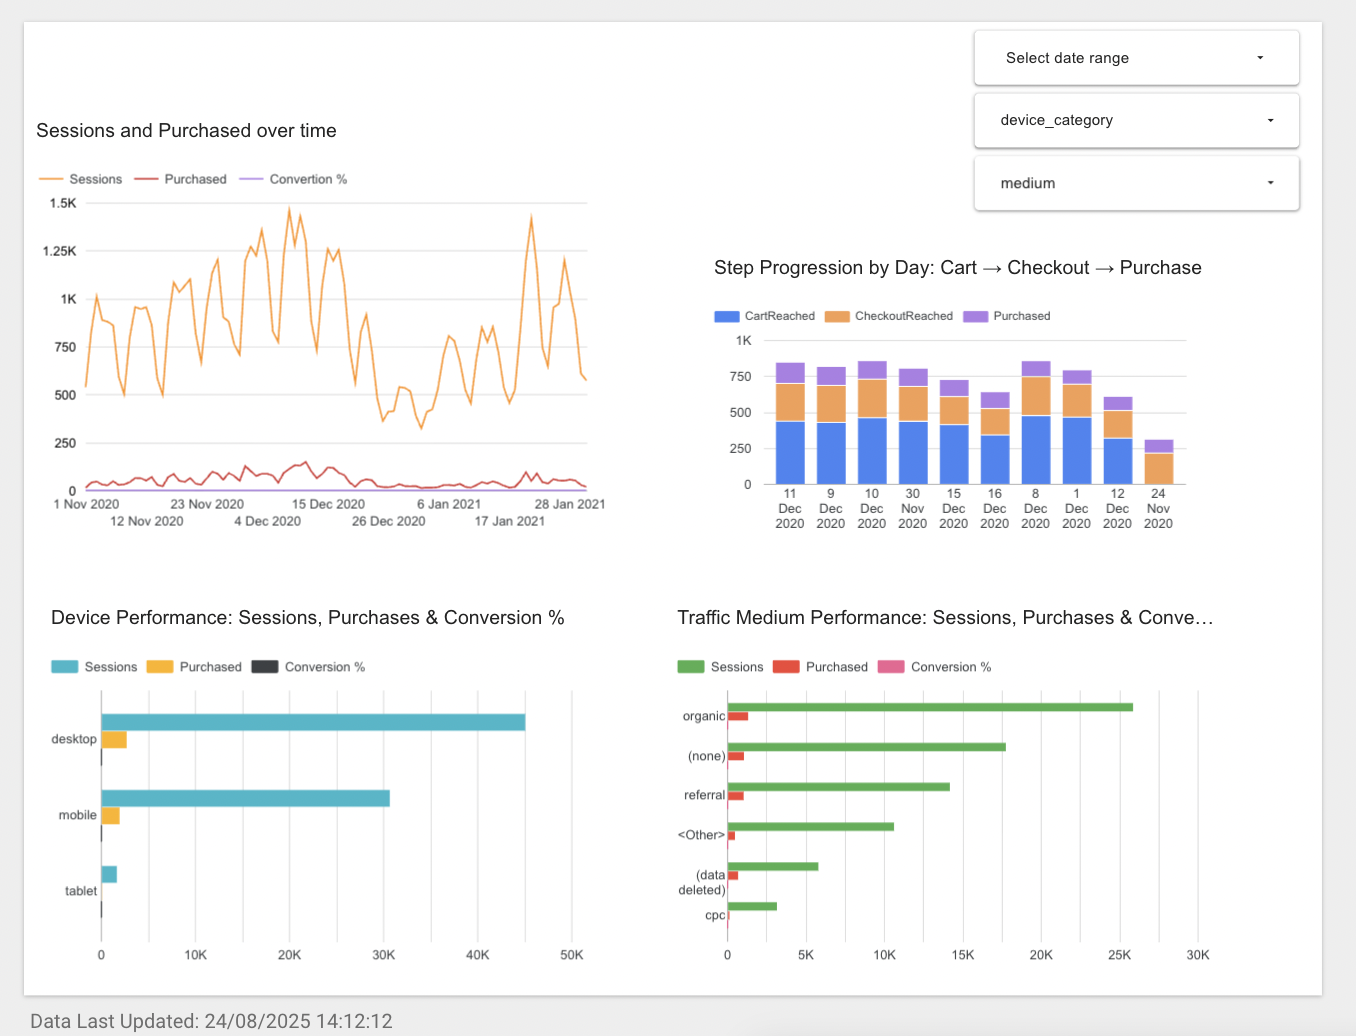 Select date range
device_category
medium
Sessions and Purchased over time
Sessions Purchased Convertion %
1.5K
1.25K
1K
750
500
250
0
1 Nov 2020 23 Nov 2020 15 Dec 2020 6 Jan 2021 28 Jan 2021
12 Nov 2020 4 Dec 2020 26 Dec 2020 17 Jan 2021
Step Progression by Day: Cart → Checkout → Purchase
CartReached CheckoutReached Purchased
1K
750
500
250
0
11 9 10 30 15 16 8 1 12 24
Dec Dec Dec Nov Dec Dec Dec Dec Dec Nov
2020 2020 2020 2020 2020 2020 2020 2020 2020 2020
Device Performance: Sessions, Purchases & Conversion %
Sessions Purchased Conversion %
desktop
mobile
tablet
0 10K 20K 30K 40K 50K
Traffic Medium Performance: Sessions, Purchases & Conve…
Sessions Purchased Conversion %
organic
(none)
referral
<Other>
(data
deleted)
cpc
0 5K 10K 15K 20K 25K 30K
Data Last Updated: 24/08/2025 14:12:12